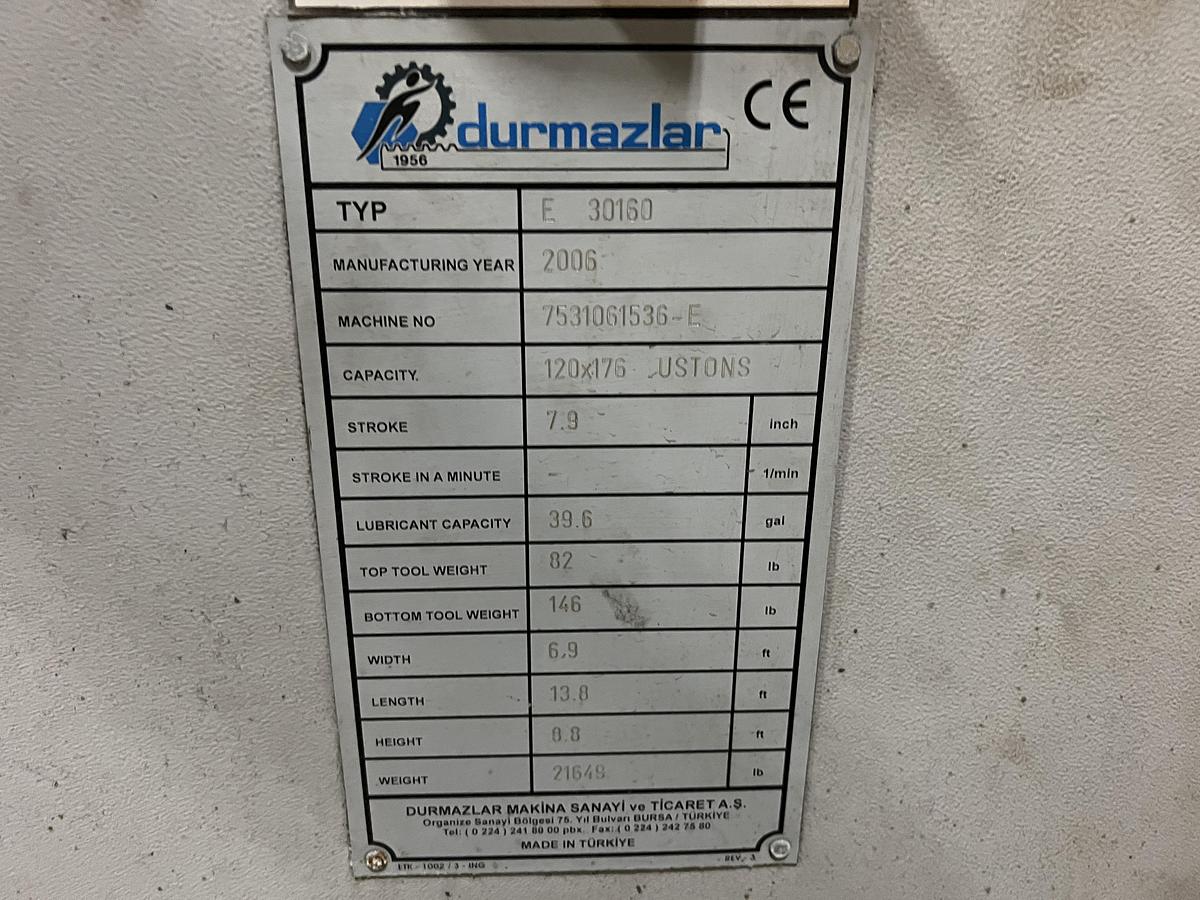 durmazlar
1956
CE
TYP E 30160
MANUFACTURING YEAR 2006
MACHINE NO 7531061536-E
CAPACITY. 120x176 USTONS
STROKE 7.9 inch
STROKE IN A MINUTE - 1/min
LUBRICANT CAPACITY 39.6 gal
TOP TOOL WEIGHT 82 lb
BOTTOM TOOL WEIGHT 146 lb
WIDTH 6.9 ft
LENGTH 13.8 ft
HEIGHT 8.8 ft
WEIGHT 21649 lb
DURMAZLAR MAKİNA SANAYİ ve TİCARET A.Ş.
Organize Sanayi Bölgesi 75. Yıl Bulvarı BURSA / TÜRKİYE
Tel: ( 0 224 ) 241 80 00 pbx. Fax: ( 0 224 ) 242 75 80
MADE IN TÜRKİYE
ETK - 1002 / 3 - ING REV.- 3